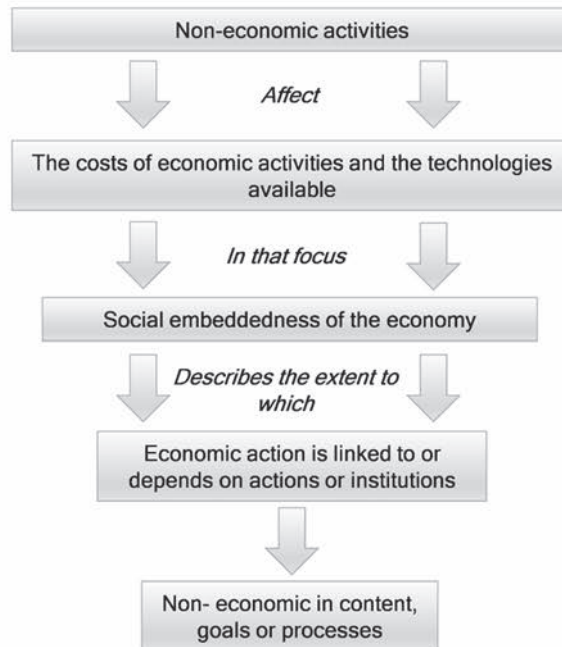 Non-economic activities
Affect
The costs of economic activities and the technologies
available
In that focus
Social embeddedness of the economy
Describes the extent to
which
Economic action is linked to or
depends on actions or institutions
Non- economic in content,
goals or processes